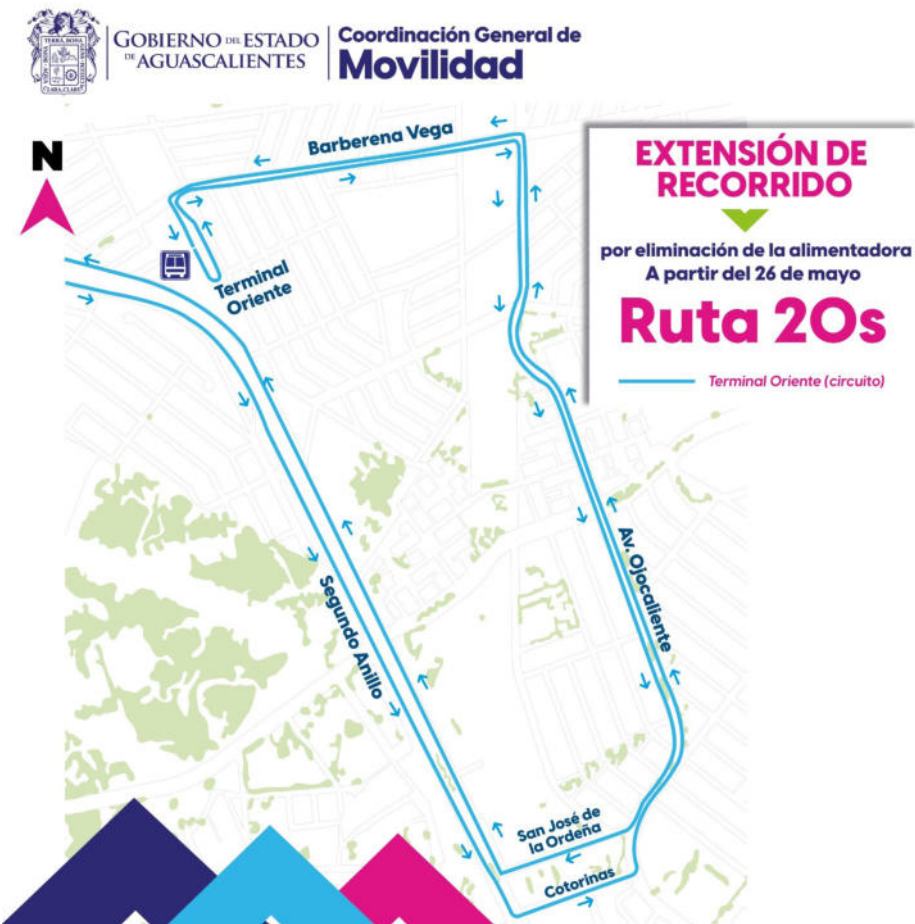 GOBIERNO DEL ESTADO
DE AGUASCALIENTES
Coordinación General de
Movilidad
N
Barberena Vega
EXTENSIÓN DE
RECORRIDO
por eliminación de la alimentadora
A partir del 26 de mayo
Ruta 20s
Terminal Oriente (circuito)
Terminal
Oriente
Segundo Anillo
Av. Ojocaliente
San José de
la Ordeña
Cotorinas